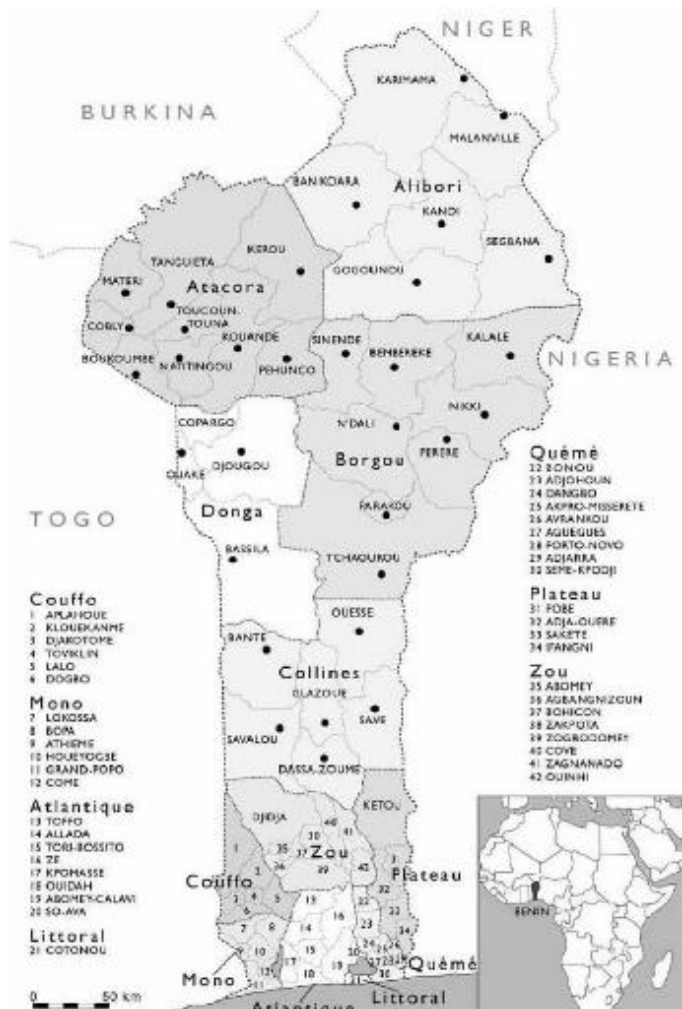 NIGER
KARIMAMA
BURKINA
MALANVILLE
BANIKOARA
Alibori
KANDI
KEROU
SEGBANA
TANGUIETA
GOGOUNOU
MATERI
Atacora
TOUCOUN-
TOUNA
COBLY
KOUANDE
SINENDE
KALALE
BEMBEREKE
NIGERIA
BOUKOUMBE
NATITINGOU
PEHUNCO
NIKKI
COPARGO
N'DALI
PERERE
Borgou
OUAKE
DJOUGOU
Donga
PARAKOU
TOGO
BASSILA
TCHAOUROU
Quémé
22 BONOU
23 ADJOHOUN
24 DANGBO
25 AKPRO-MISSERETE
26 AVRANKOU
27 AGUEGUES
28 PORTO-NOVO
29 ADJARRA
30 SEME-KPODJI
Plateau
31 POBE
32 ADJA-OUERE
33 SAKETE
34 IFANGNI
Zou
35 ABOMEY
36 AGBANGNIZOUN
37 BOHICON
38 ZAKPOTA
39 ZOGBODOMEY
40 COVE
41 ZAGNANADO
42 OUINHI
Couffo
1 APLAHOUE
2 KLOUEKANME
3 DJAKOTOME
4 TOVIKLIN
5 LALO
6 DOGBO
Mono
7 LOKOSSA
8 BOPA
9 ATHIEME
10 HOUEYOGBE
11 GRAND-POPO
12 COME
Atlantique
13 TOFFO
14 ALLADA
15 TORI-BOSSITO
16 ZE
17 KPOMASSE
18 OUIDAH
19 ABOMEY-CALAVI
20 SO-AVA
Littoral
21 COTONOU
OUESSE
BANTE
Collines
GLAZOUE
SAVE
SAVALOU
DASSA-ZOUME
DJIDJA
KETOU
Zou
Couffo
Plateau
Mono
Quémé
Littoral
Atlantique
BENIN
0 50 km